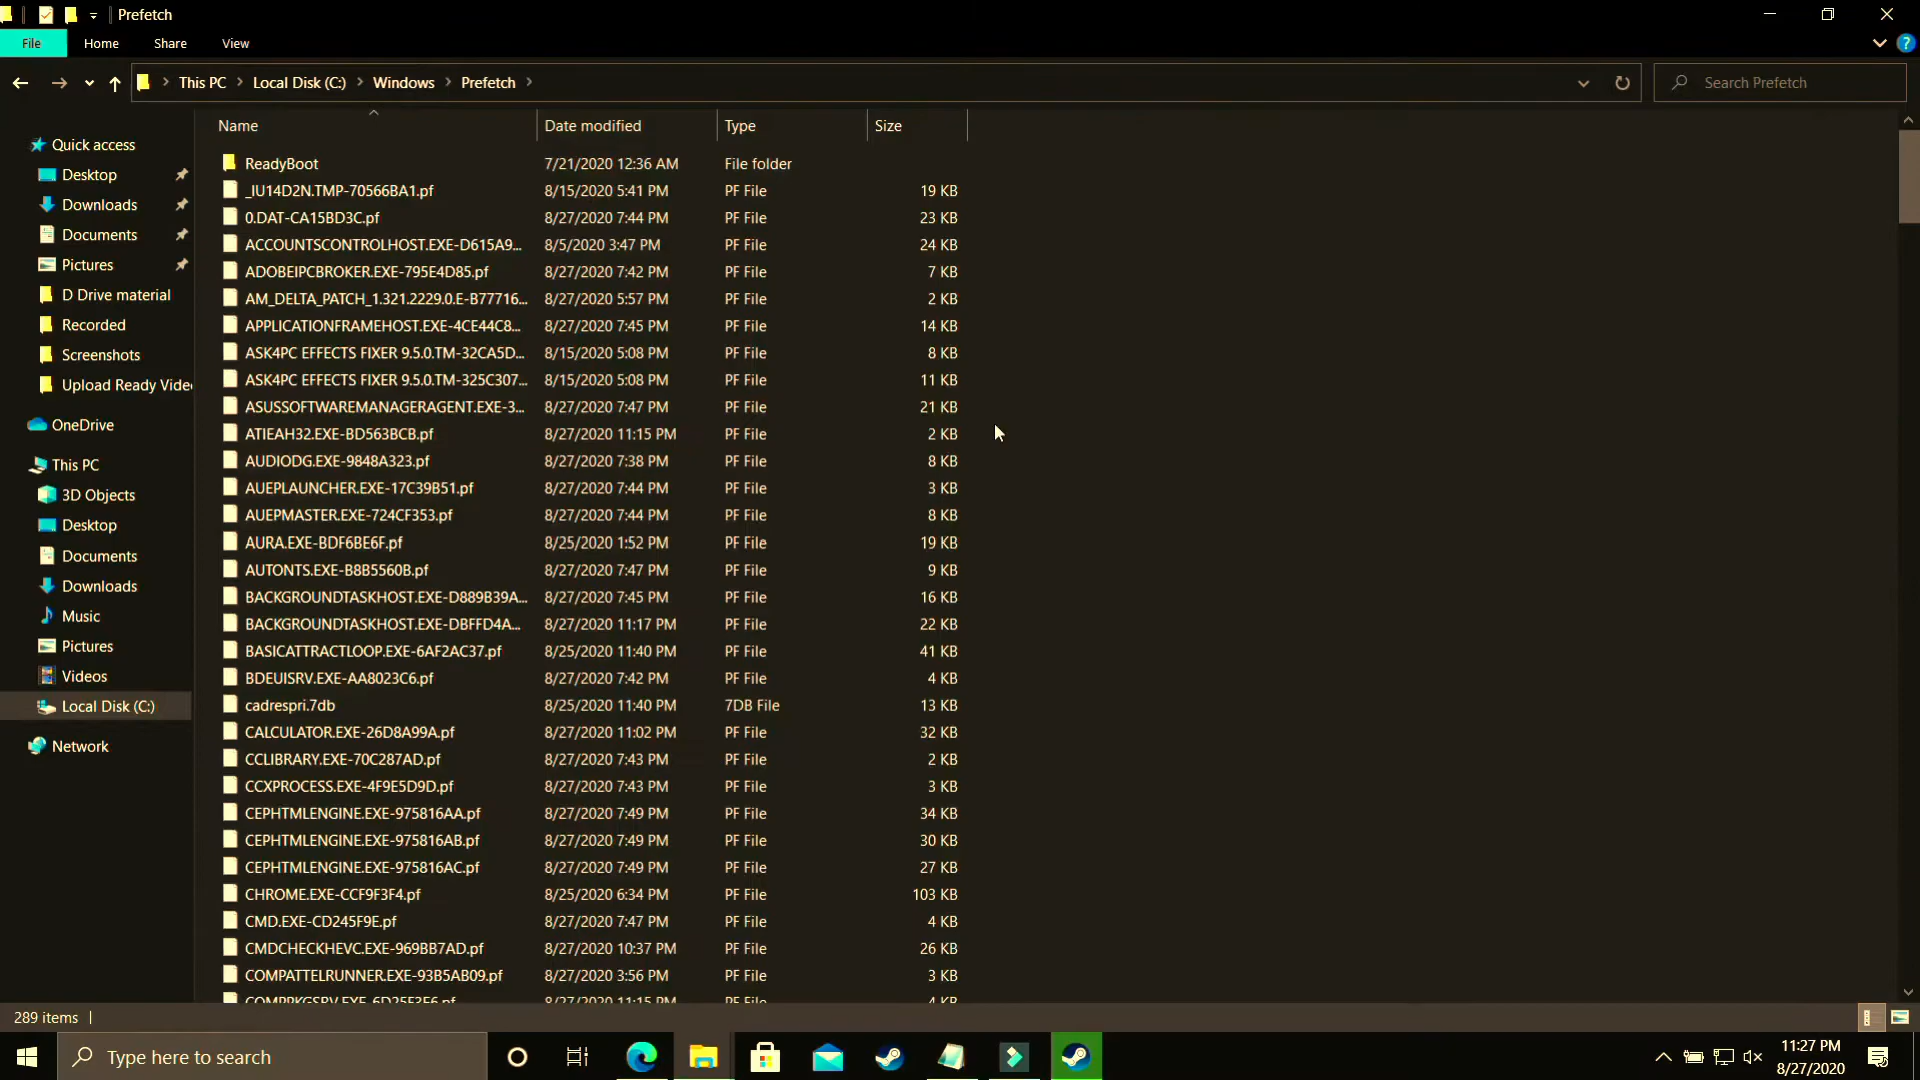 Prefetch
File Home Share View
This PC Local Disk (C:) Windows Prefetch
Search Prefetch
Quick access
Desktop
Downloads
Documents
Pictures
D Drive material
Recorded
Screenshots
Upload Ready Vide
OneDrive
This PC
3D Objects
Desktop
Documents
Downloads
Music
Pictures
Videos
Local Disk (C:)
Network
Name Date modified Type Size
ReadyBoot 7/21/2020 12:36 AM File folder
_IU14D2N.TMP-70566BA1.pf 8/15/2020 5:41 PM PF File 19 KB
0.DAT-CA15BD3C.pf 8/27/2020 7:44 PM PF File 23 KB
ACCOUNTSCONTROLHOST.EXE-D615A9... 8/5/2020 3:47 PM PF File 24 KB
ADOBEIPCBROKER.EXE-795E4D85.pf 8/27/2020 7:42 PM PF File 7 KB
AM_DELTA_PATCH_1.321.2229.0.E-B77716... 8/27/2020 5:57 PM PF File 2 KB
APPLICATIONFRAMEHOST.EXE-4CE44C8... 8/27/2020 7:45 PM PF File 14 KB
ASK4PC EFFECTS FIXER 9.5.0.TM-32CA5D... 8/15/2020 5:08 PM PF File 8 KB
ASK4PC EFFECTS FIXER 9.5.0.TM-325C307... 8/15/2020 5:08 PM PF File 11 KB
ASUSSOFTWAREMANAGERAGENT.EXE-3... 8/27/2020 7:47 PM PF File 21 KB
ATIEAH32.EXE-BD563BCB.pf 8/27/2020 11:15 PM PF File 2 KB
AUDIODG.EXE-9848A323.pf 8/27/2020 7:38 PM PF File 8 KB
AUEPLAUNCHER.EXE-17C39B51.pf 8/27/2020 7:44 PM PF File 3 KB
AUEPMASTER.EXE-724CF353.pf 8/27/2020 7:44 PM PF File 8 KB
AURA.EXE-BDF6BE6F.pf 8/25/2020 1:52 PM PF File 19 KB
AUTONTS.EXE-B8B5560B.pf 8/27/2020 7:47 PM PF File 9 KB
BACKGROUNDTASKHOST.EXE-D889B39A... 8/27/2020 7:45 PM PF File 16 KB
BACKGROUNDTASKHOST.EXE-DBFFD4A... 8/27/2020 11:17 PM PF File 22 KB
BASICATTRACTLOOP.EXE-6AF2AC37.pf 8/25/2020 11:40 PM PF File 41 KB
BDEUISRV.EXE-AA8023C6.pf 8/27/2020 7:42 PM PF File 4 KB
cadrespri.7db 8/25/2020 11:40 PM 7DB File 13 KB
CALCULATOR.EXE-26D8A99A.pf 8/27/2020 11:02 PM PF File 32 KB
CCLIBRARY.EXE-70C287AD.pf 8/27/2020 7:43 PM PF File 2 KB
CCXPROCESS.EXE-4F9E5D9D.pf 8/27/2020 7:43 PM PF File 3 KB
CEPHTMLENGINE.EXE-975816AA.pf 8/27/2020 7:49 PM PF File 34 KB
CEPHTMLENGINE.EXE-975816AB.pf 8/27/2020 7:49 PM PF File 30 KB
CEPHTMLENGINE.EXE-975816AC.pf 8/27/2020 7:49 PM PF File 27 KB
CHROME.EXE-CCF9F3F4.pf 8/25/2020 6:34 PM PF File 103 KB
CMD.EXE-CD245F9E.pf 8/27/2020 7:47 PM PF File 4 KB
CMDCHECKHEVC.EXE-969BB7AD.pf 8/27/2020 10:37 PM PF File 26 KB
COMPATTELRUNNER.EXE-93B5AB09.pf 8/27/2020 3:56 PM PF File 3 KB
8/27/2020 11:15 PM PF File 4 KB
289 items
Type here to search
11:27 PM
8/27/2020